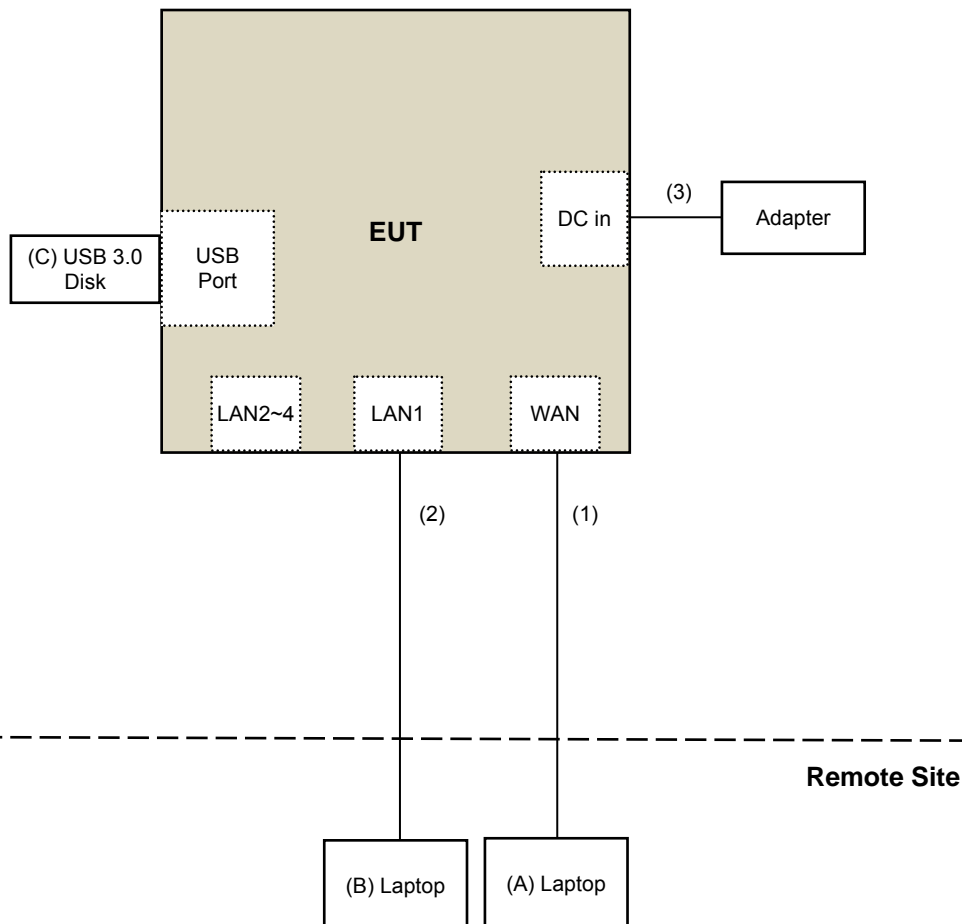 DC in
(3)
Adapter
EUT
(C) USB 3.0
Disk
USB
Port
LAN2~4
LAN1
WAN
(2)
(1)
Remote Site
(B) Laptop
(A) Laptop